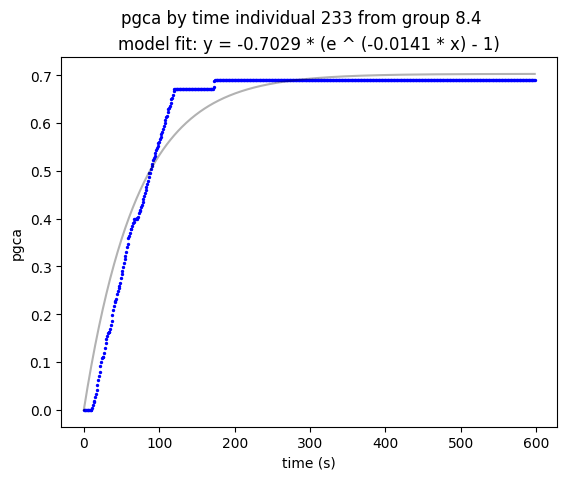 pgca by time individual 233 from group 8.4
model fit: y = -0.7029 * (e ^ (-0.0141 * x) - 1)
0.7
0.6
0.5
0.4
0.3
0.2
0.1
0.0
pgca
0 100 200 300 400 500 600
time (s)